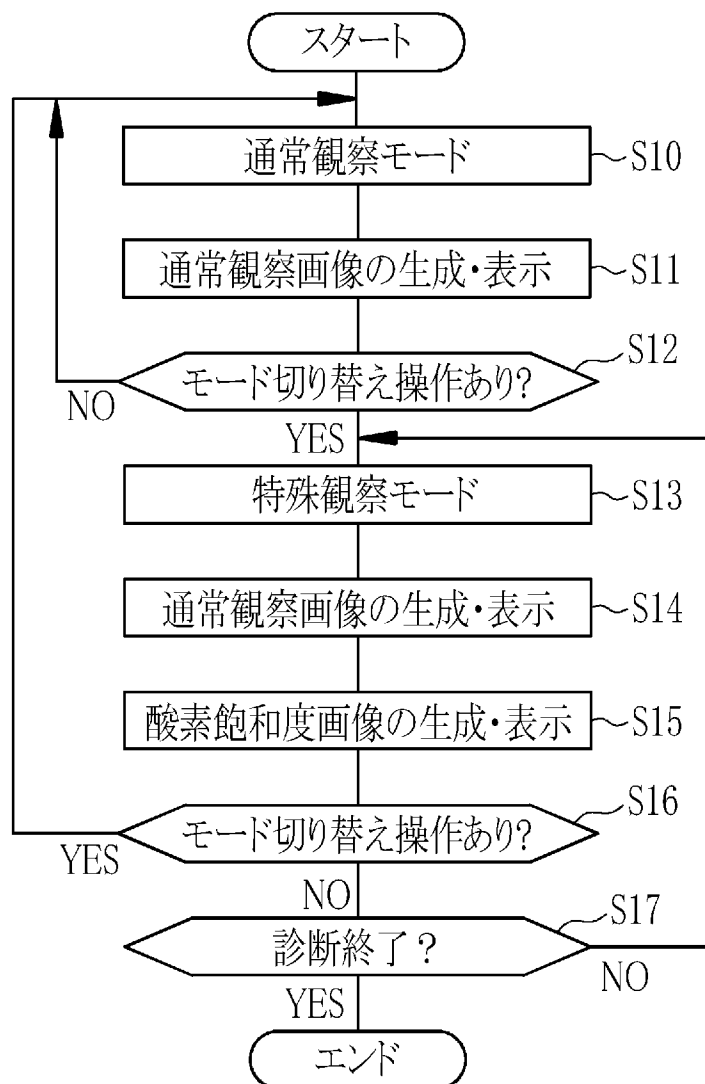 スタート
通常観察モード
S10
通常観察画像の生成・表示
S11
モード切り替え操作あり?
S12
NO
YES
特殊観察モード
S13
通常観察画像の生成・表示
S14
酸素飽和度画像の生成・表示
S15
モード切り替え操作あり?
S16
YES
NO
診断終了?
S17
NO
YES
エンド